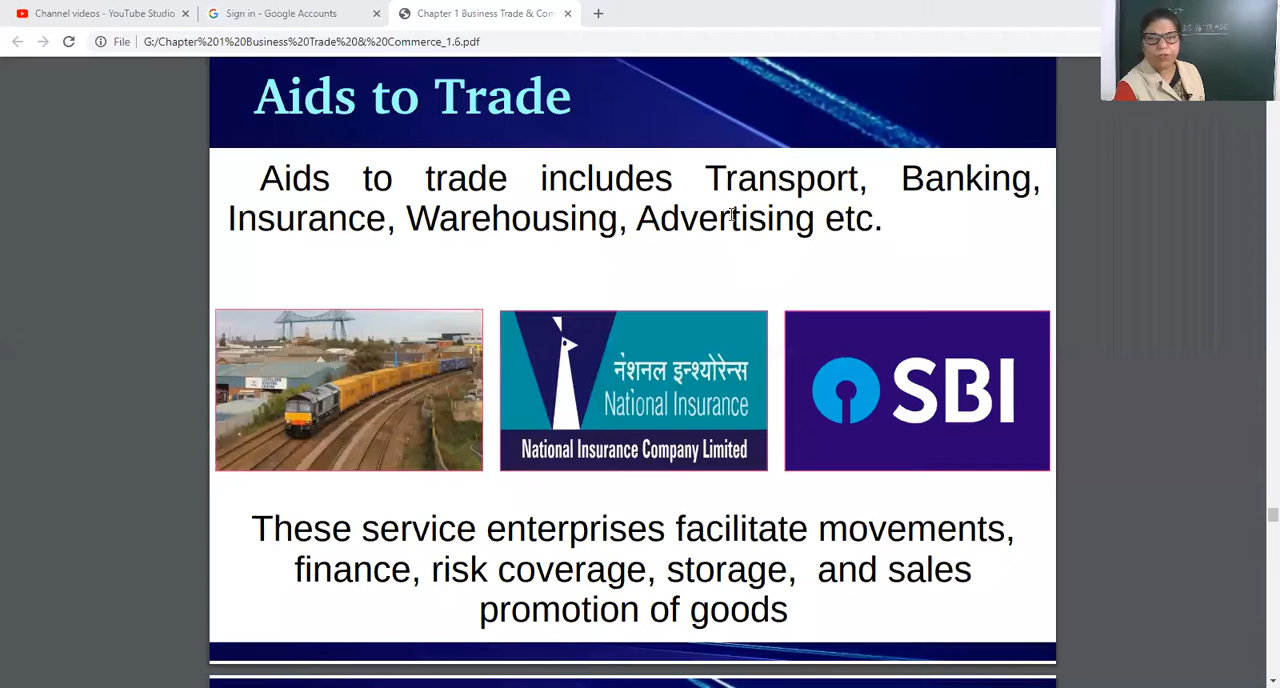 Channel videos - YouTube Studio
Sign in - Google Accounts
Chapter 1 Business Trade & Com
File
G:/Chapter%201%20Business%20Trade%20&%20Commerce_1.6.pdf
Aids to Trade
Aids to trade includes Transport, Banking,
Insurance, Warehousing, Advertising etc.
नेशनल इन्श्योरेन्स
National Insurance
National Insurance Company Limited
SBI
These service enterprises facilitate movements,
finance, risk coverage, storage, and sales
promotion of goods